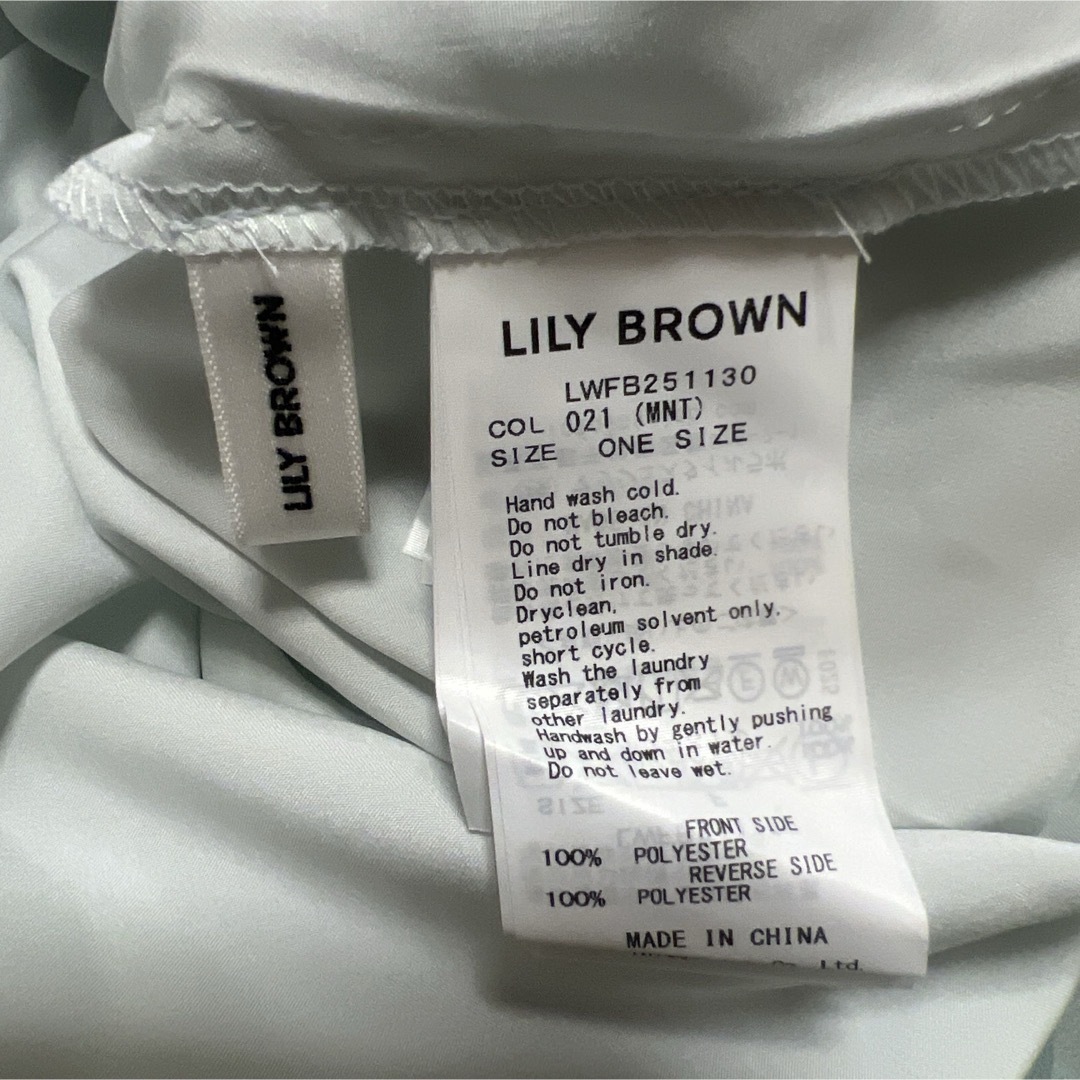 LILY BROWN
LILY BROWN
LWFB251130
COL 021 (MNT)
SIZE ONE SIZE
Hand wash cold.
Do not bleach.
Do not tumble dry.
Line dry in shade.
Do not iron.
Dryclean,
petroleum solvent only.
short cycle.
Wash the laundry
separately from
other laundry.
Handwash by gently pushing
up and down in water.
Do not leave wet.
FRONT SIDE
100% POLYESTER
REVERSE SIDE
100% POLYESTER
MADE IN CHINA
Ltd.